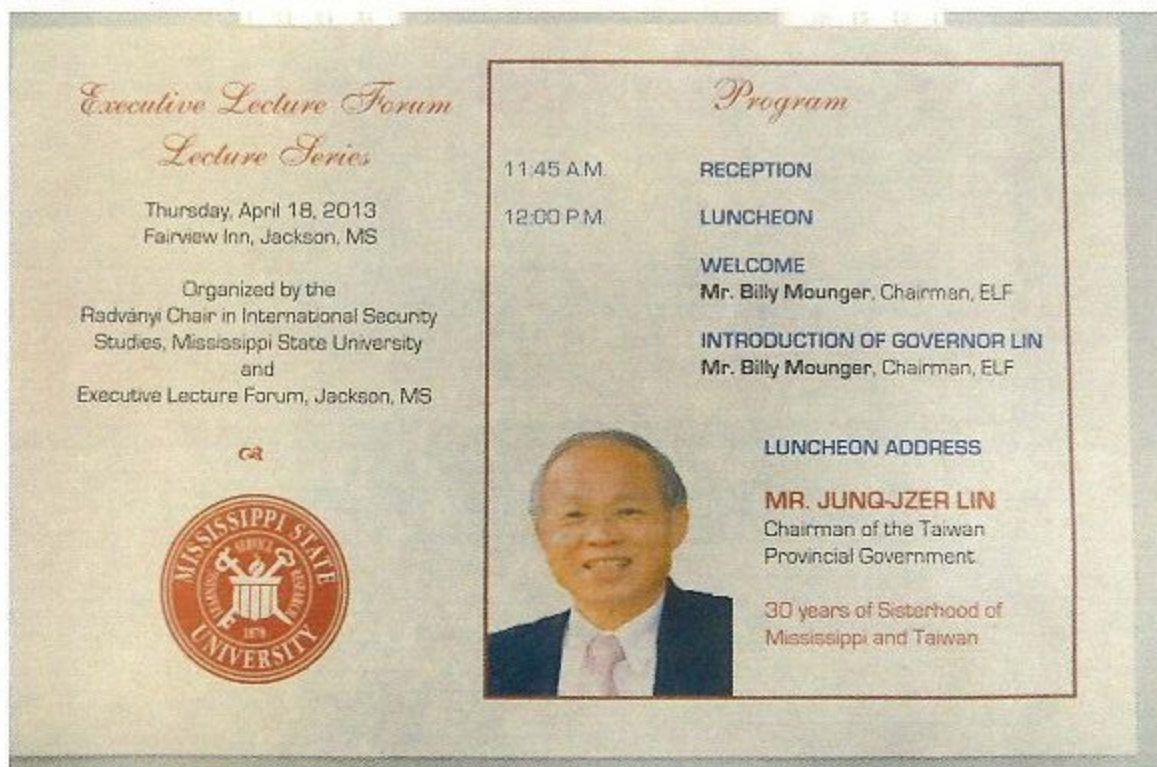 Executive Lecture Forum
Lecture Series
Thursday, April 18, 2013
Fairview Inn, Jackson, MS
Organized by the
Radványi Chair in International Security
Studies, Mississippi State University
and
Executive Lecture Forum, Jackson, MS
MISSISSIPPI STATE
UNIVERSITY
LEARNING
SERVICE
RESEARCH
1878
Program
11:45 A.M. RECEPTION
12:00 P.M. LUNCHEON
WELCOME
Mr. Billy Mounger, Chairman, ELF
INTRODUCTION OF GOVERNOR LIN
Mr. Billy Mounger, Chairman, ELF
LUNCHEON ADDRESS
MR. JUNQ-JZER LIN
Chairman of the Taiwan
Provincial Government
30 years of Sisterhood of
Mississippi and Taiwan